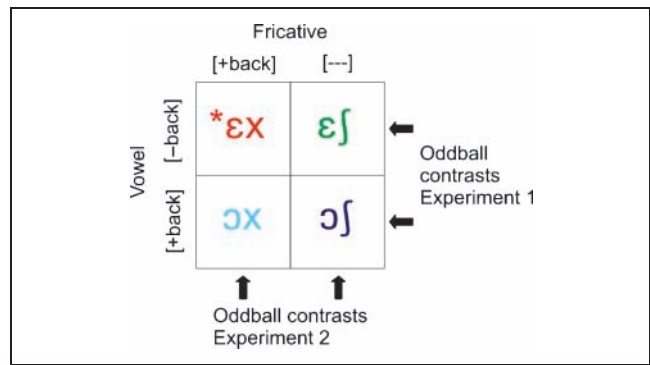 Fricative
[+back] [---]
Vowel
[−back]
*ɛx ɛʃ
[+back]
ɔx ɔʃ
Oddball
contrasts
Experiment 1
Oddball contrasts
Experiment 2